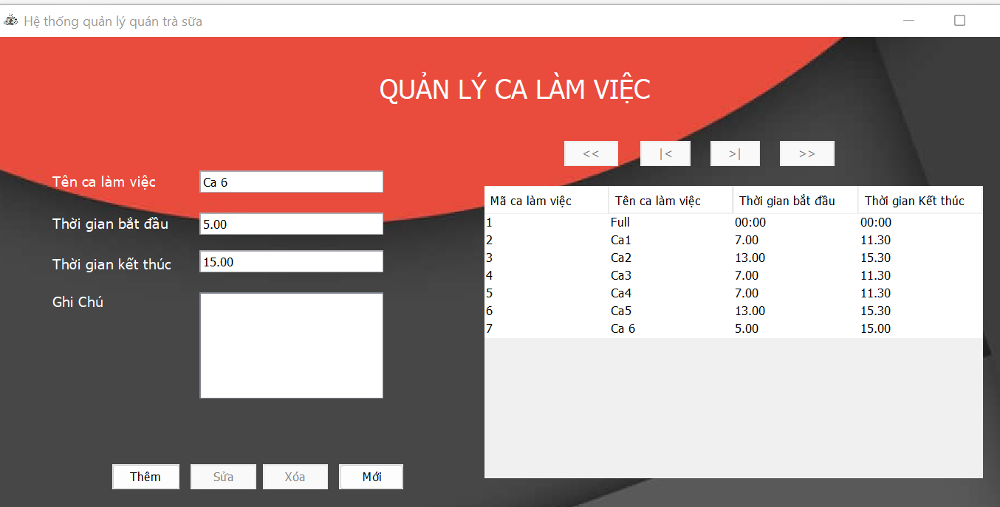 Hệ thống quản lý quán trà sữa
QUẢN LÝ CA LÀM VIỆC
<< |< >| >>
Tên ca làm việc Ca 6
Thời gian bắt đầu 5.00
Thời gian kết thúc 15.00
Ghi Chú
Mã ca làm việc Tên ca làm việc Thời gian bắt đầu Thời gian Kết thúc
1 Full 00:00 00:00
2 Ca1 7.00 11.30
3 Ca2 13.00 15.30
4 Ca3 7.00 11.30
5 Ca4 7.00 11.30
6 Ca5 13.00 15.30
7 Ca 6 5.00 15.00
Thêm Sửa Xóa Mới